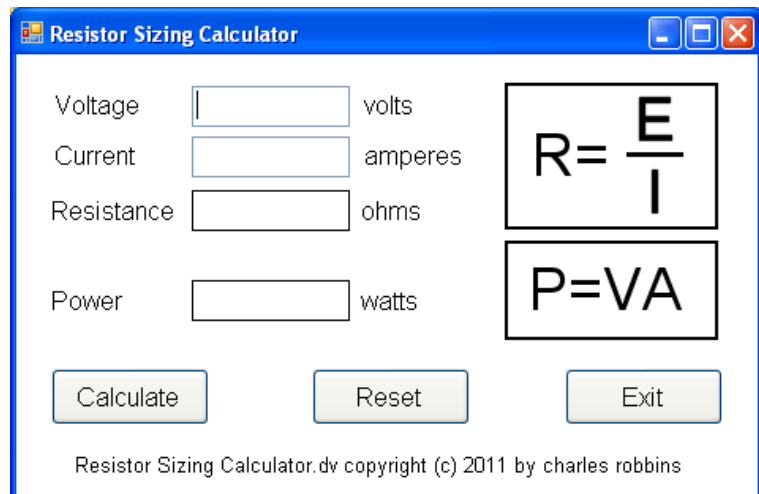 Resistor Sizing Calculator
Voltage volts
Current amperes
Resistance ohms
Power watts
R= E
I
P=VA
Calculate Reset Exit
Resistor Sizing Calculator.dv copyright (c) 2011 by charles robbins